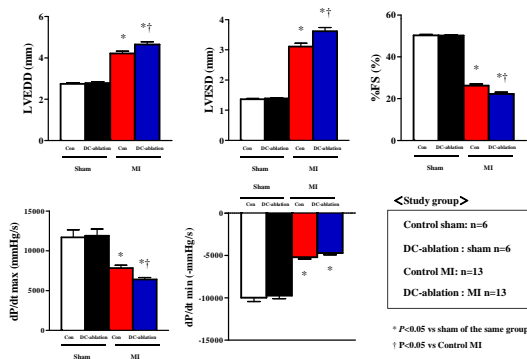 LVEDD (mm)
6
4
2
0
*
*†
Con
DC-ablation
Con
DC-ablation
Sham
MI
LVESD (mm)
4
3
2
1
0
*
*†
Con
DC-ablation
Con
DC-ablation
Sham
MI
%FS (%)
60
40
20
0
*
*†
Con
DC-ablation
Con
DC-ablation
Sham
MI
dP/dt max (mmHg/s)
15000
10000
5000
0
*
*†
Con
DC-ablation
Con
DC-ablation
Sham
MI
Sham
MI
Con
DC-ablation
Con
DC-ablation
dP/dt min (-mmHg/s)
0
-5000
-10000
-15000
*
*
<Study group>
Control sham: n=6
DC-ablation : sham n=6
Control MI: n=13
DC-ablation : MI n=13
* P<0.05 vs sham of the same group
† P<0.05 vs Control MI